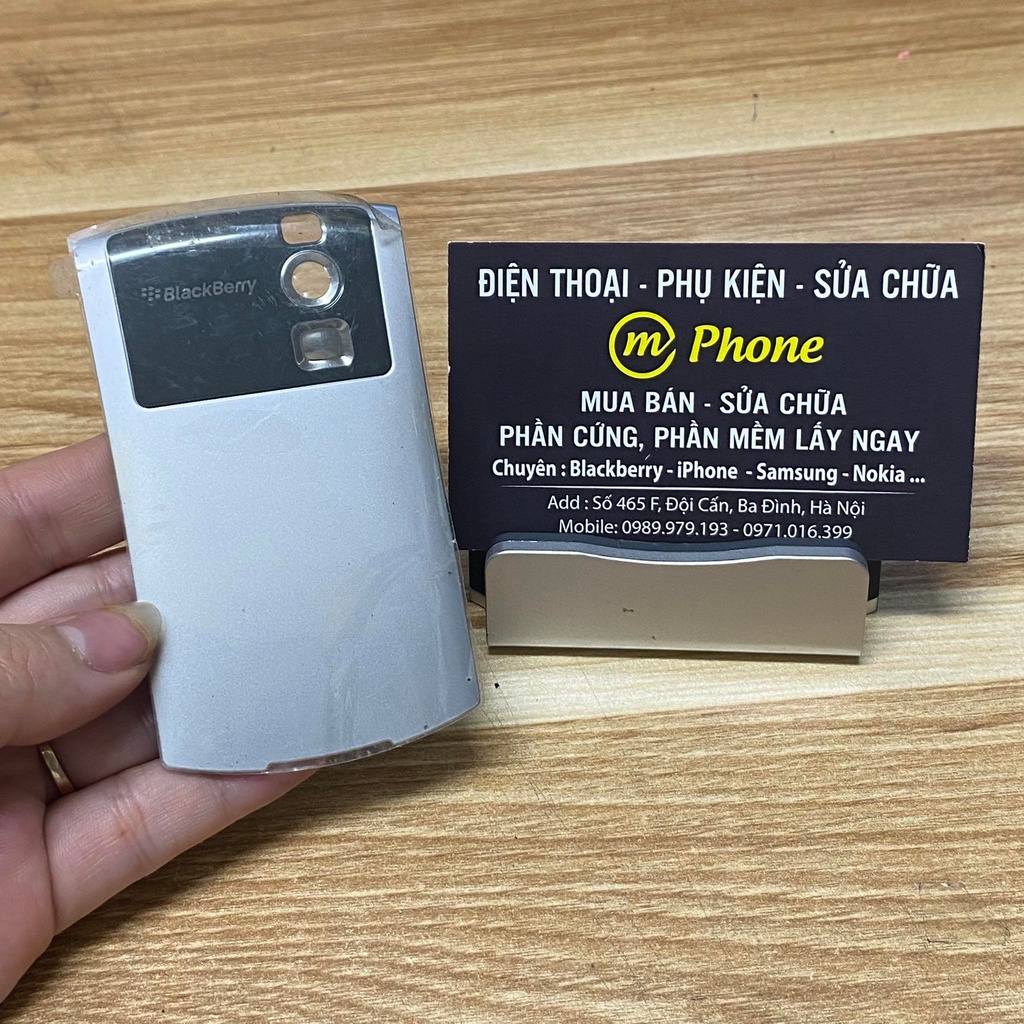 BlackBerry
ĐIỆN THOẠI - PHỤ KIỆN - SỬA CHỮA
m Phone
MUA BÁN - SỬA CHỮA
PHẦN CỨNG, PHẦN MỀM LẤY NGAY
Chuyên : Blackberry - iPhone - Samsung - Nokia ...
Add : Số 465 F, Đội Cấn, Ba Đình, Hà Nội
Mobile: 0989.979.193 - 0971.016.399